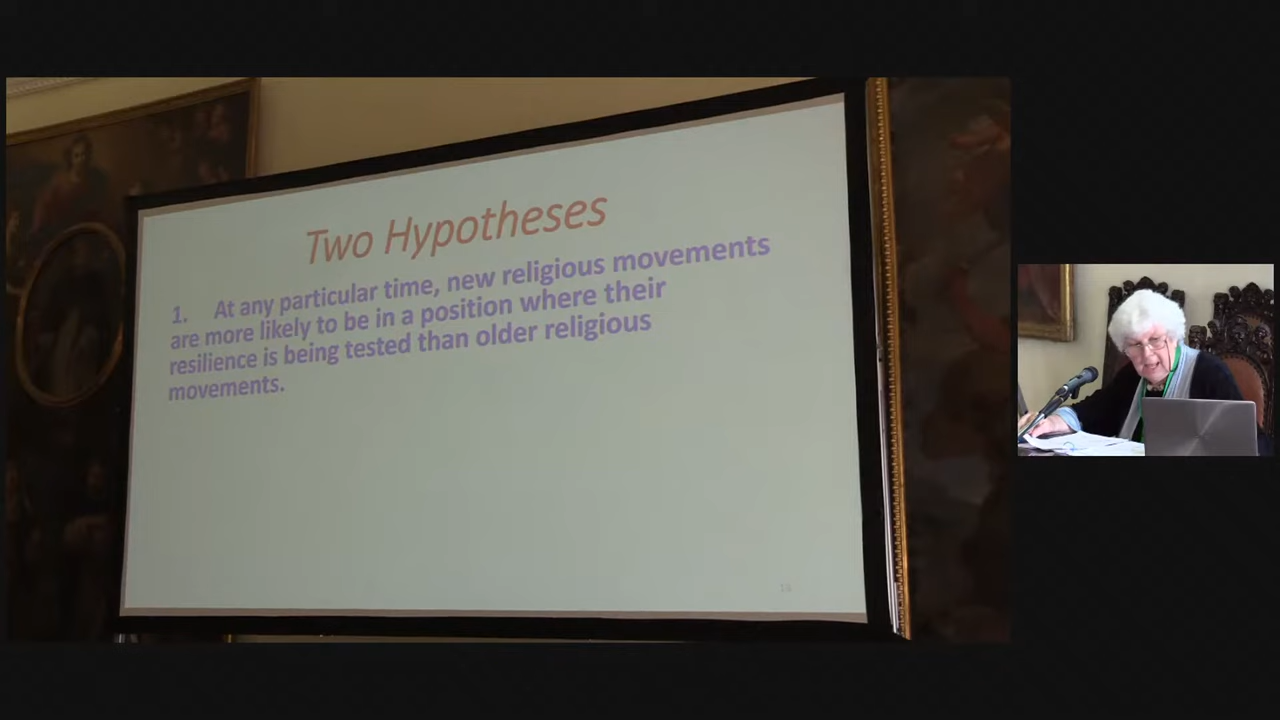 Two Hypotheses
1. At any particular time, new religious movements
are more likely to be in a position where their
resilience is being tested than older religious
movements.